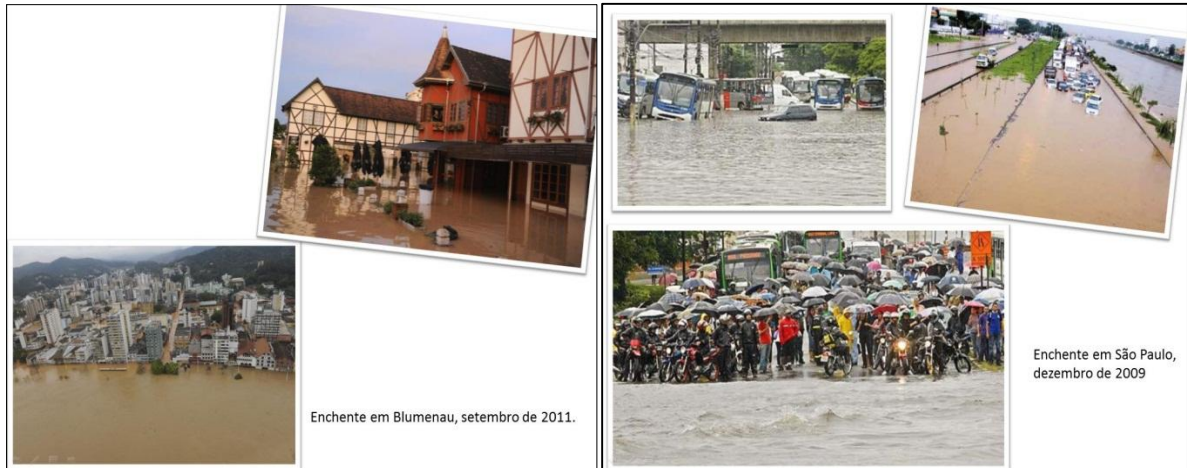 Enchente em Blumenau, setembro de 2011.
Enchente em São Paulo,
dezembro de 2009